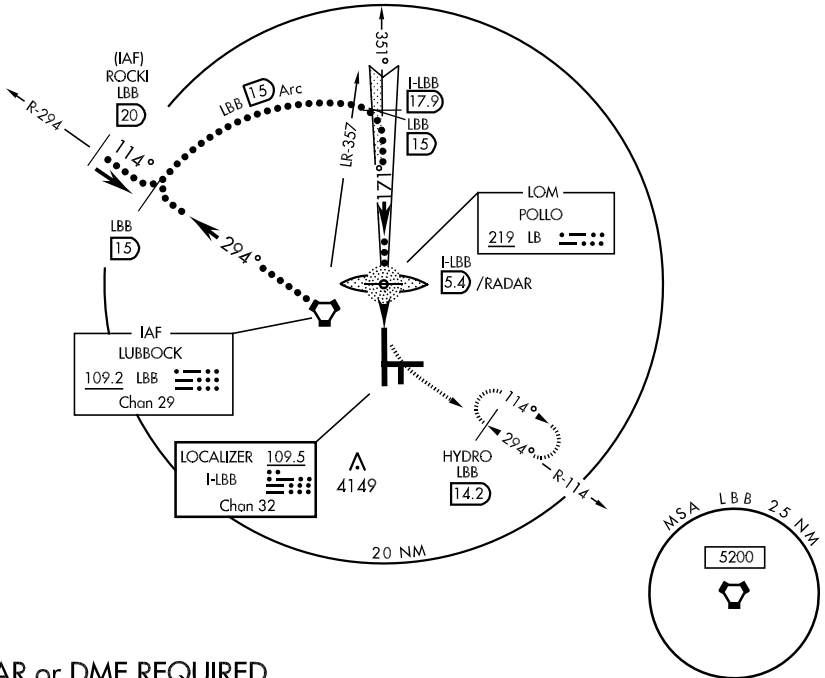 (IAF)
ROCKI
LBB
20
R-294
114°
LBB 15 Arc
LR-357
351°
I-LBB
17.9
LBB
15
171°
LOM
POLLO
219 LB
I-LBB
5.4 /RADAR
LBB
15
294°
IAF
LUBBOCK
109.2 LBB
Chan 29
LOCALIZER 109.5
I-LBB
Chan 32
4149
HYDRO
LBB
14.2
114°
294°
R-114
20 NM
MSA LBB 25 NM
5200
AR or DME REQUIRED